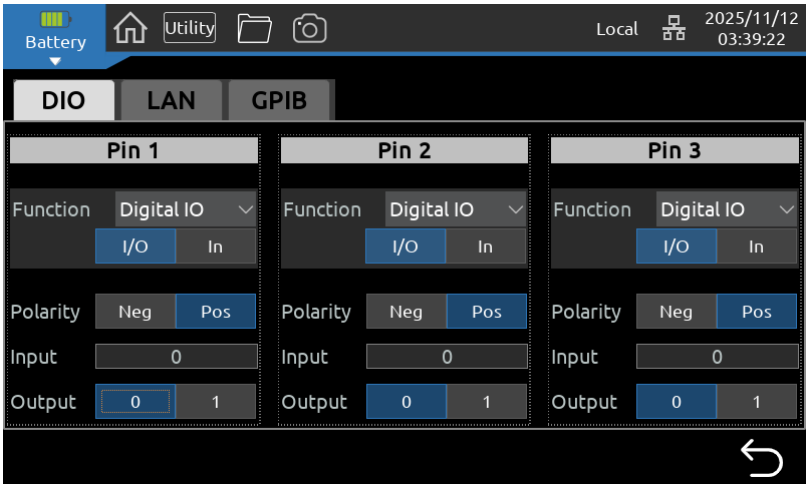 Battery Utility Local 2025/11/12
03:39:22
DIO LAN GPIB
Pin 1 Pin 2 Pin 3
Function Digital IO Function Digital IO Function Digital IO
I/O In I/O In I/O In
Polarity Neg Pos Polarity Neg Pos Polarity Neg Pos
Input 0 Input 0 Input 0
Output 0 1 Output 0 1 Output 0 1